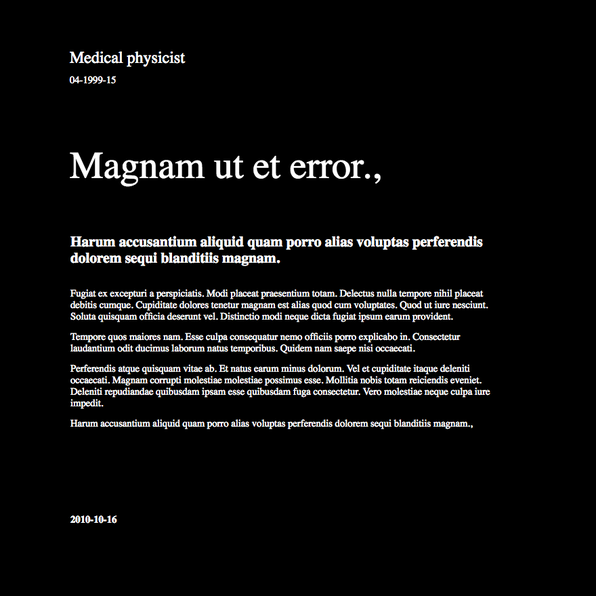 Medical physicist
04-1999-15
Magnam ut et error.,
Harum accusantium aliquid quam porro alias voluptas perferendis
dolorem sequi blanditiis magnam.
Fugiat ex excepturi a perspiciatis. Modi placeat praesentium totam. Delectus nulla tempore nihil placeat
debitis cumque. Cupiditate dolores tenetur magnam est alias quod cum voluptates. Quod ut iure nesciunt.
Soluta quisquam officia deserunt vel. Distinctio modi neque dicta fugiat ipsum earum provident.
Tempore quos maiores nam. Esse culpa consequatur nemo officiis porro explicabo in. Consectetur
laudantium odit ducimus laborum natus temporibus. Quidem nam saepe nisi occaecati.
Perferendis atque quisquam vitae ab. Et natus earum minus dolorum. Vel et cupiditate itaque deleniti
occaecati. Magnam corrupti molestiae molestiae possimus esse. Mollitia nobis totam reiciendis eveniet.
Deleniti repudiandae quibusdam ipsam esse quibusdam fuga consectetur. Vero molestiae neque culpa iure
impedit.
Harum accusantium aliquid quam porro alias voluptas perferendis dolorem sequi blanditiis magnam.,
2010-10-16